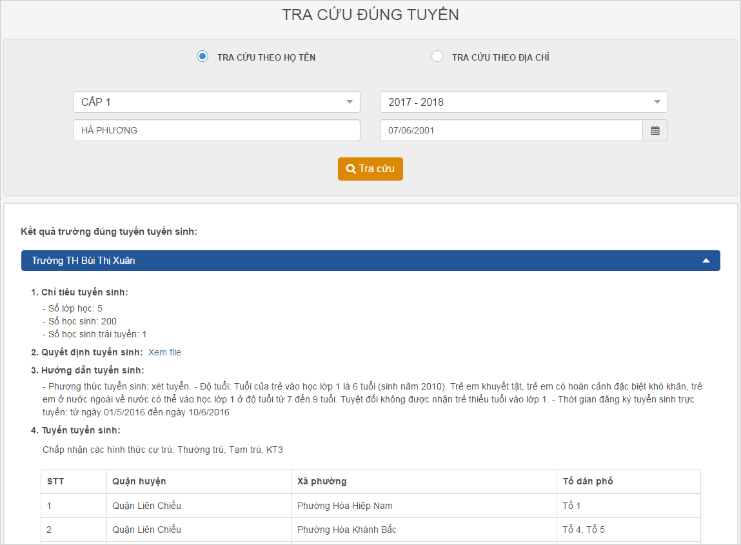 TRA CỨU ĐÚNG TUYẾN
TRA CỨU THEO HỌ TÊN
TRA CỨU THEO ĐỊA CHỈ
CẤP 1
2017 - 2018
HÀ PHƯƠNG
07/06/2001
Tra cứu
Kết quả trường đúng tuyến tuyển sinh:
Trường TH Bùi Thị Xuân
1. Chỉ tiêu tuyển sinh:
- Số lớp học: 5
- Số học sinh: 200
- Số học sinh trái tuyến: 1
2. Quyết định tuyển sinh: Xem file
3. Hướng dẫn tuyển sinh:
- Phương thức tuyển sinh: xét tuyển. - Độ tuổi: Tuổi của trẻ vào học lớp 1 là 6 tuổi (sinh năm 2010). Trẻ em khuyết tật, trẻ em có hoàn cảnh đặc biệt khó khăn, trẻ
em ở nước ngoài về nước có thể vào học lớp 1 ở độ tuổi từ 7 đến 9 tuổi. Tuyệt đối không được nhận trẻ thiếu tuổi vào lớp 1. - Thời gian đăng ký tuyển sinh trực
tuyến: từ ngày 01/5/2016 đến ngày 10/6/2016
4. Tuyến tuyển sinh:
Chấp nhận các hình thức cư trú: Thường trú, Tạm trú, KT3
STT Quận huyện Xã phường Tổ dân phố
1 Quận Liên Chiểu Phường Hòa Hiệp Nam Tổ 1
2 Quận Liên Chiểu Phường Hòa Khánh Bắc Tổ 4, Tổ 5